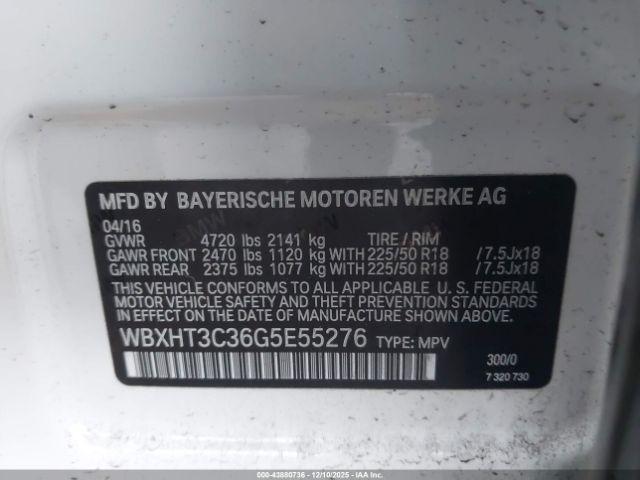 MFD BY BAYERISCHE MOTOREN WERKE AG
04/16
GVWR 4720 lbs 2141 kg TIRE / RIM
GAWR FRONT 2470 lbs 1120 kg WITH 225/50 R18 /7.5Jx18
GAWR REAR 2375 lbs 1077 kg WITH 225/50 R18 /7.5Jx18
THIS VEHICLE CONFORMS TO ALL APPLICABLE U. S. FEDERAL
MOTOR VEHICLE SAFETY AND THEFT PREVENTION STANDARDS
IN EFFECT ON THE DATE OF MANUFACTURE SHOWN ABOVE.
WBXHT3C36G5E55276 TYPE: MPV
300/0
7 320 730
000-43880736 - 12/10/2025 - IAA Inc.